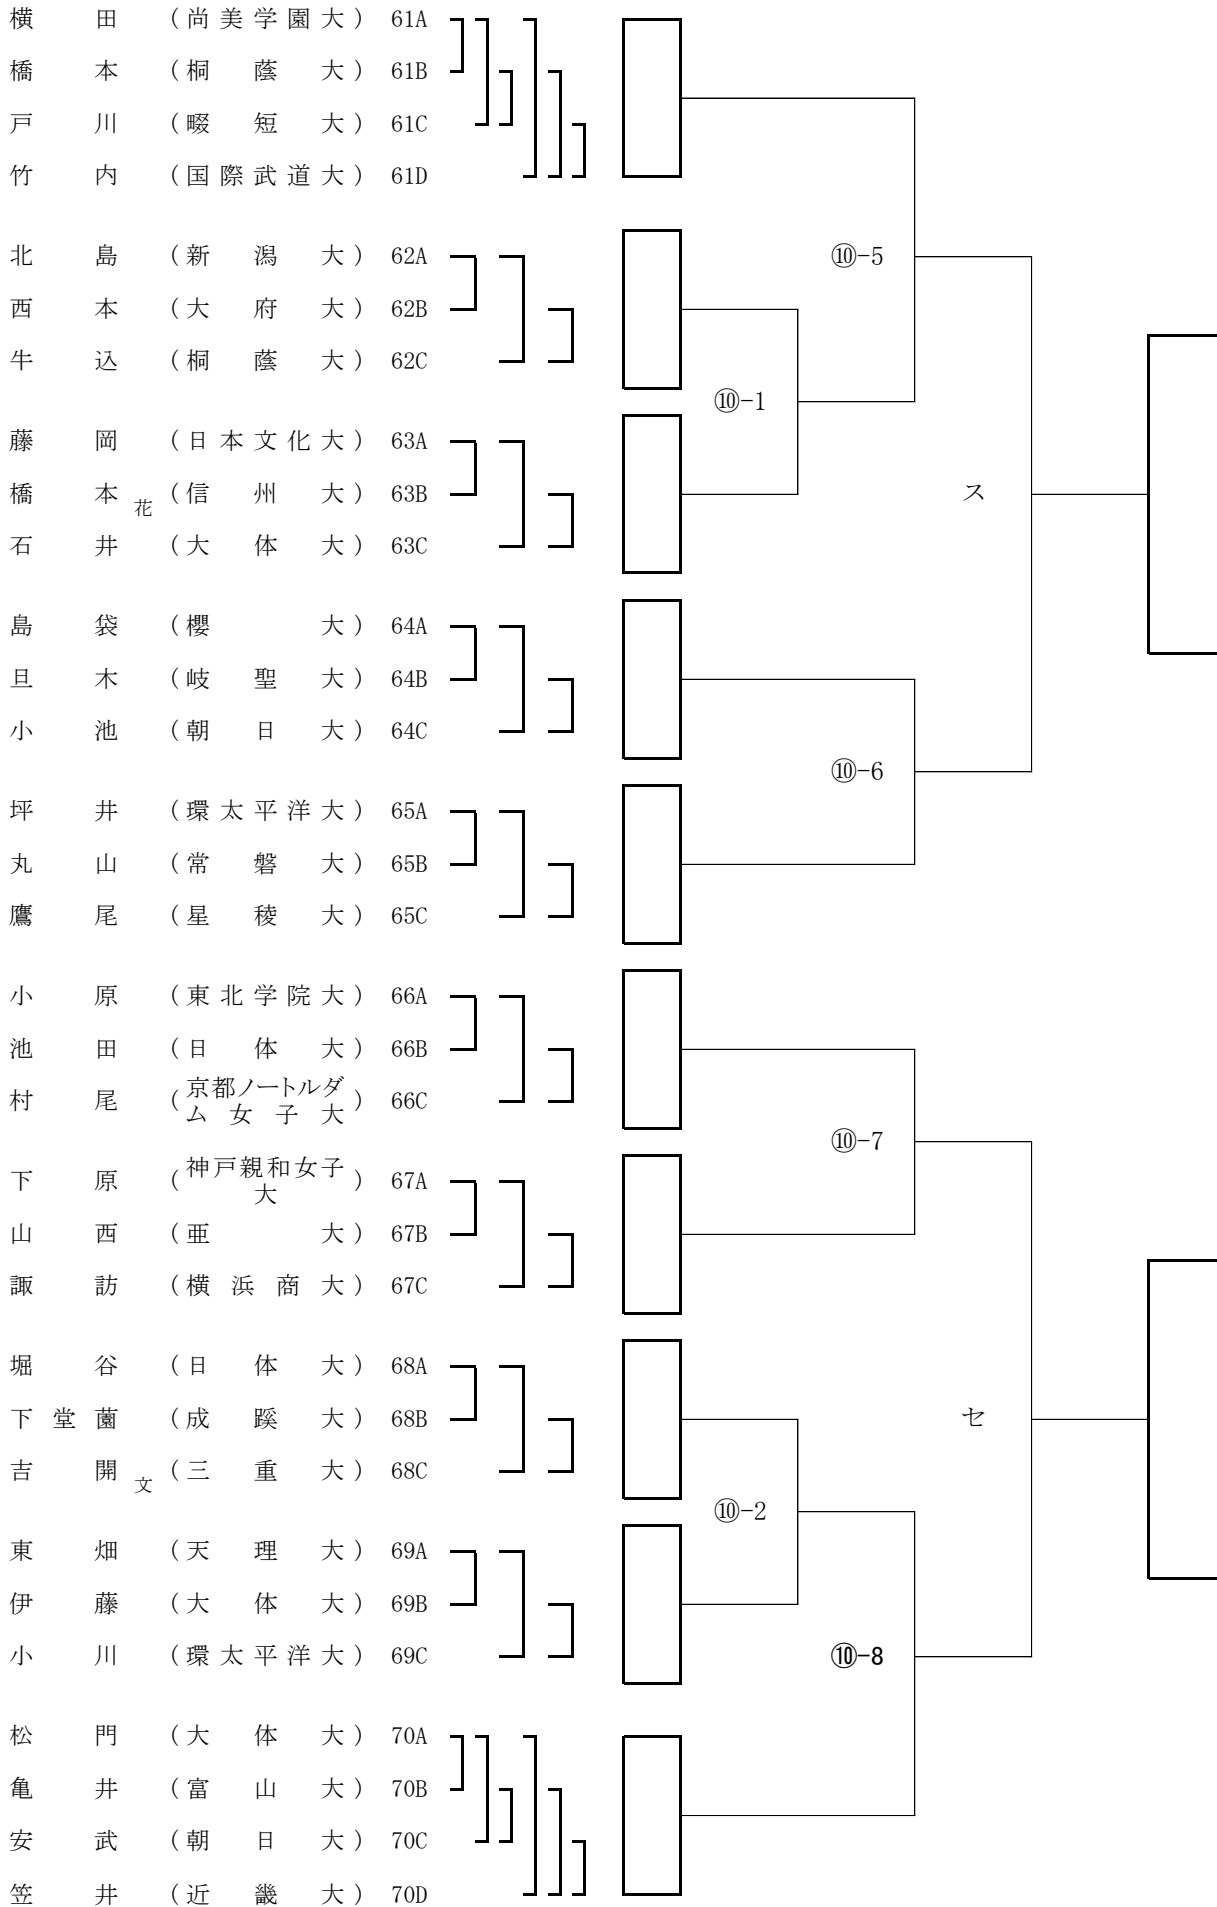 横田（尚美学園大）61A
橋本（桐蔭大）61B
戸川（畷短大）61C
竹内（国際武道大）61D
北島（新潟大）62A
⑩-5
西本（大府大）62B
牛込（桐蔭大）62C
⑩-1
藤岡（日本文化大）63A
橋本花（信州大）63B
ス
石井（大体大）63C
島袋（櫻大）64A
旦木（岐聖大）64B
小池（朝日大）64C
⑩-6
坪井（環太平洋大）65A
丸山（常磐大）65B
鷹尾（星稜大）65C
小原（東北学院大）66A
池田（日体大）66B
村尾（京都ノートルダム女子大）66C
⑩-7
下原（神戸親和女子大）67A
山西（亜大）67B
諏訪（横浜商大）67C
堀谷（日体大）68A
下堂薗（成蹊大）68B
セ
吉開文（三重大）68C
⑩-2
東畑（天理大）69A
伊藤（大体大）69B
小川（環太平洋大）69C
⑩-8
松門（大体大）70A
亀井（富山大）70B
安武（朝日大）70C
笠井（近畿大）70D